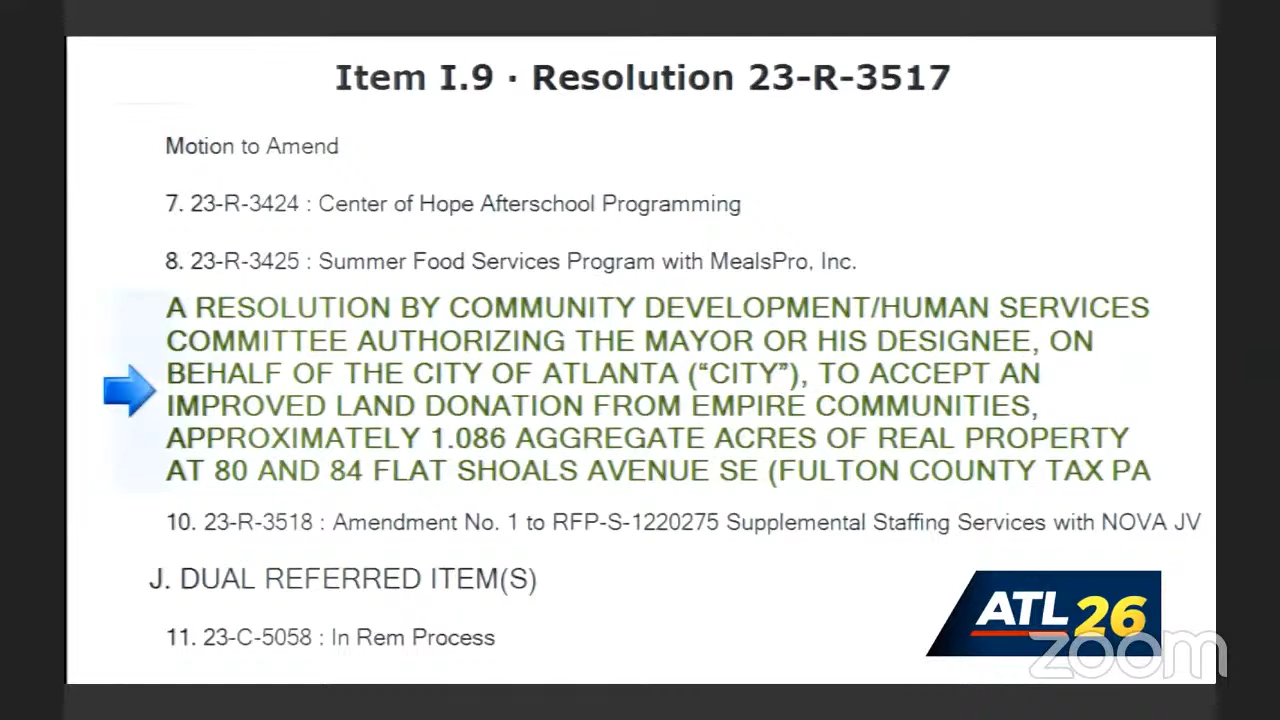 Item I.9 · Resolution 23-R-3517
Motion to Amend
7. 23-R-3424 : Center of Hope Afterschool Programming
8. 23-R-3425 : Summer Food Services Program with MealsPro, Inc.
A RESOLUTION BY COMMUNITY DEVELOPMENT/HUMAN SERVICES
COMMITTEE AUTHORIZING THE MAYOR OR HIS DESIGNEE, ON
BEHALF OF THE CITY OF ATLANTA (“CITY”), TO ACCEPT AN
IMPROVED LAND DONATION FROM EMPIRE COMMUNITIES,
APPROXIMATELY 1.086 AGGREGATE ACRES OF REAL PROPERTY
AT 80 AND 84 FLAT SHOALS AVENUE SE (FULTON COUNTY TAX PA
10. 23-R-3518 : Amendment No. 1 to RFP-S-1220275 Supplemental Staffing Services with NOVA JV
J. DUAL REFERRED ITEM(S)
11. 23-C-5058 : In Rem Process
ATL 26
zoom